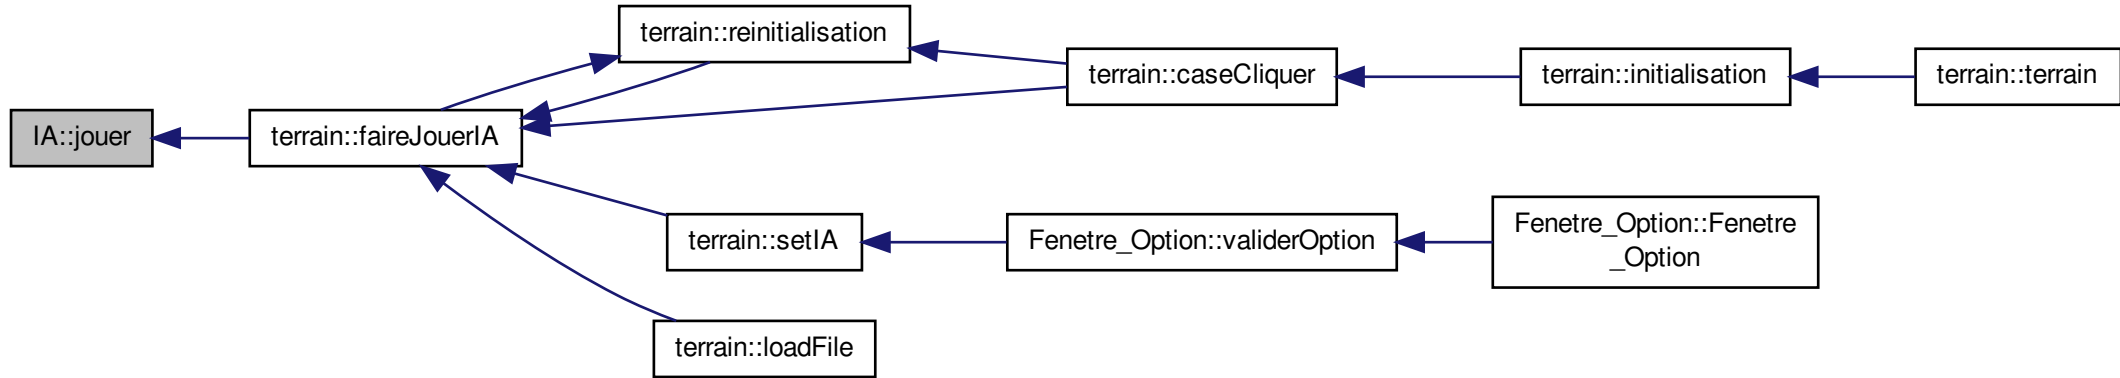 IA::jouer
terrain::faireJouerIA
terrain::reinitialisation
terrain::caseCliquer
terrain::initialisation
terrain::terrain
terrain::setIA
Fenetre_Option::validerOption
Fenetre_Option::Fenetre
_Option
terrain::loadFile